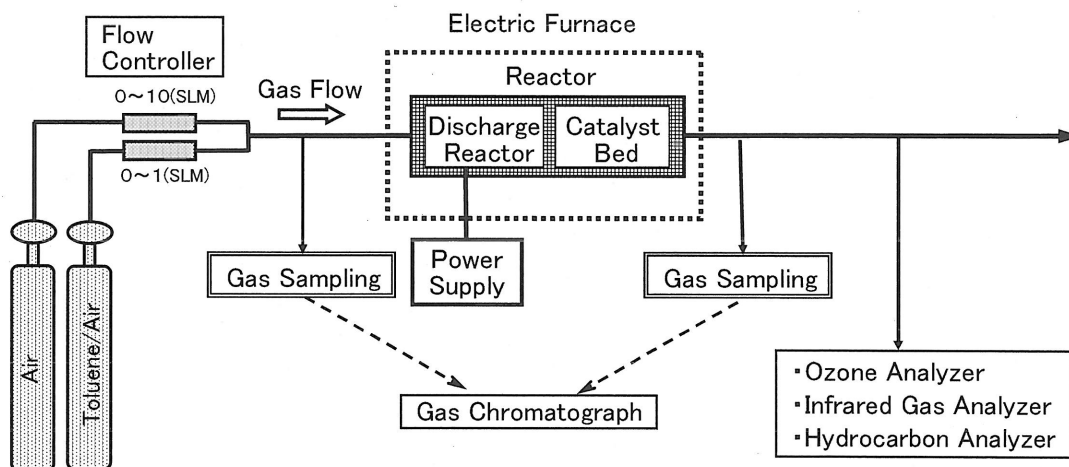 Electric Furnace
Flow
Controller
Reactor
Gas Flow
0~10(SLM)
Discharge
Reactor
Catalyst
Bed
0~1(SLM)
Gas Sampling
Power
Supply
Gas Sampling
Air
Toluene/Air
Gas Chromatograph
・Ozone Analyzer
・Infrared Gas Analyzer
・Hydrocarbon Analyzer